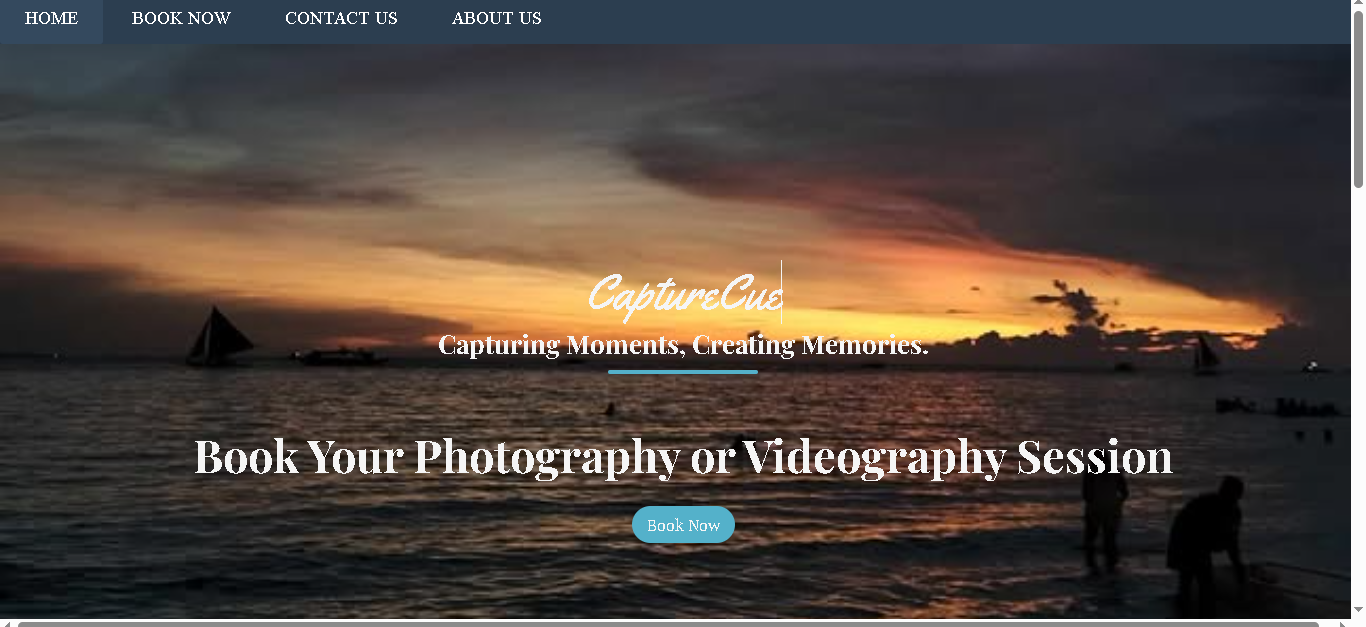 HOME BOOK NOW CONTACT US ABOUT US
CaptureCue
Capturing Moments, Creating Memories.
Book Your Photography or Videography Session
Book Now